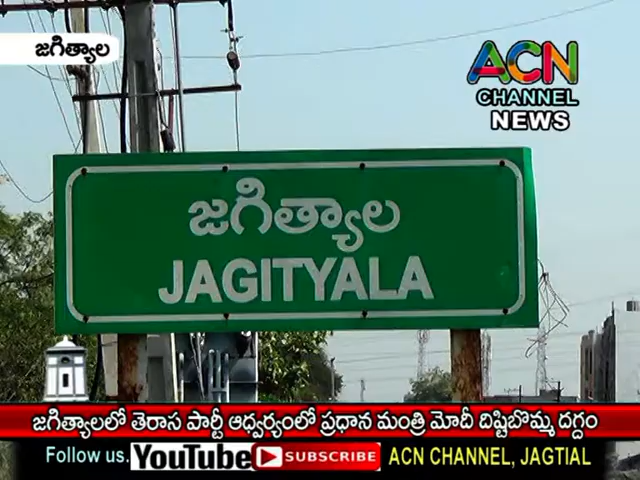 జగిత్యాల
ACN
CHANNEL
NEWS
జగిత్యాల
JAGITYALA
జగిత్యాలలో తెరాస పార్టీ ఆధ్వర్యంలో ప్రధాన మంత్రి మోదీ దిష్టిబొమ్మ దగ్దం
Follow us. YouTube SUBSCRIBE ACN CHANNEL, JAGTIAL